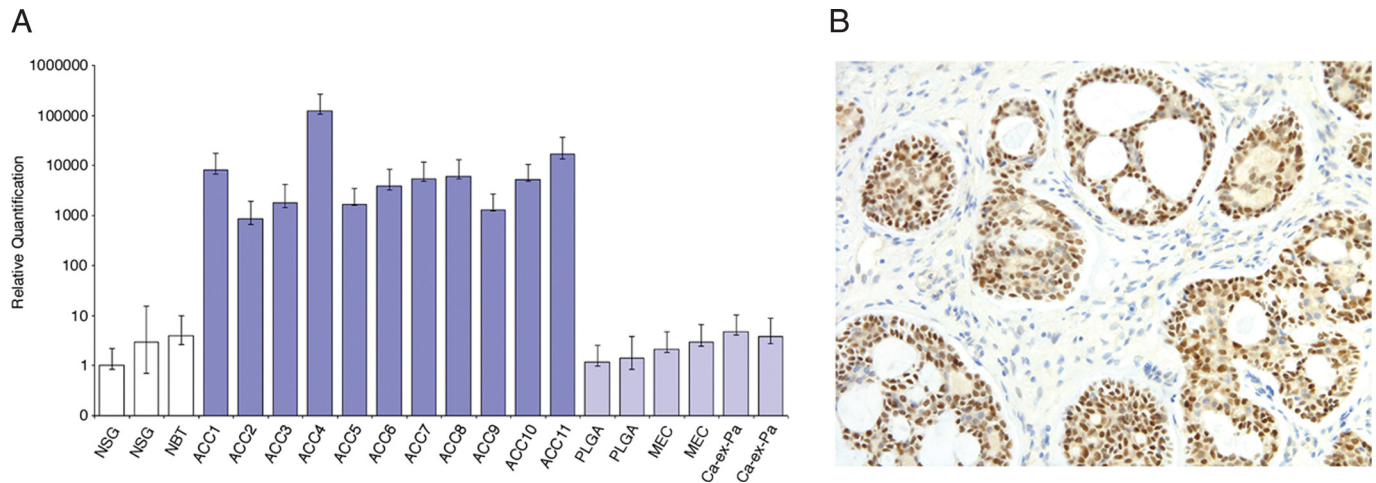 A
B
1000000
100000
10000
1000
100
10
1
0
Relative Quantification
NSG
NSG
NBT
ACC1
ACC2
ACC3
ACC4
ACC5
ACC6
ACC7
ACC8
ACC9
ACC10
ACC11
PLGA
PLGA
MEC
MEC
Ca-ex-Pa
Ca-ex-Pa